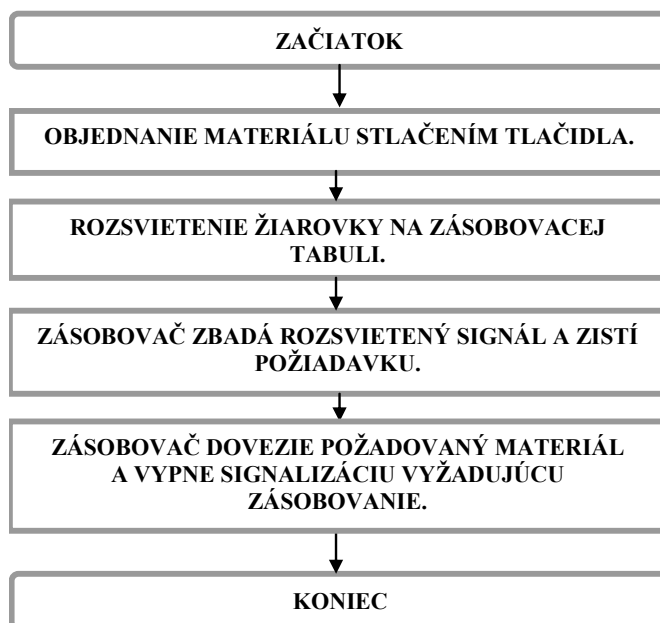 ZAČIATOK
OBJEDNANIE MATERIÁLU STLAČENÍM TLAČIDLA.
ROZSVIETENIE ŽIAROVKY NA ZÁSOBOVACEJ
TABULI.
ZÁSOBOVAČ ZBADÁ ROZSVIETENÝ SIGNÁL A ZISTÍ
POŽIADAVKU.
ZÁSOBOVAČ DOVEZIE POŽADOVANÝ MATERIÁL
A VYPNE SIGNALIZÁCIU VYŽADUJÚCU
ZÁSOBOVANIE.
KONIEC